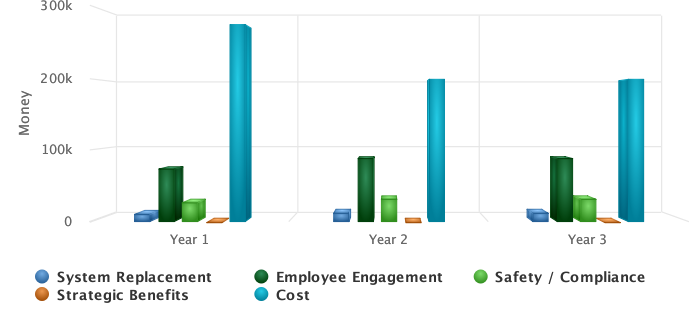 300k
200k
100k
0
Money
Year 1 Year 2 Year 3
System Replacement Employee Engagement Safety / Compliance
Strategic Benefits Cost